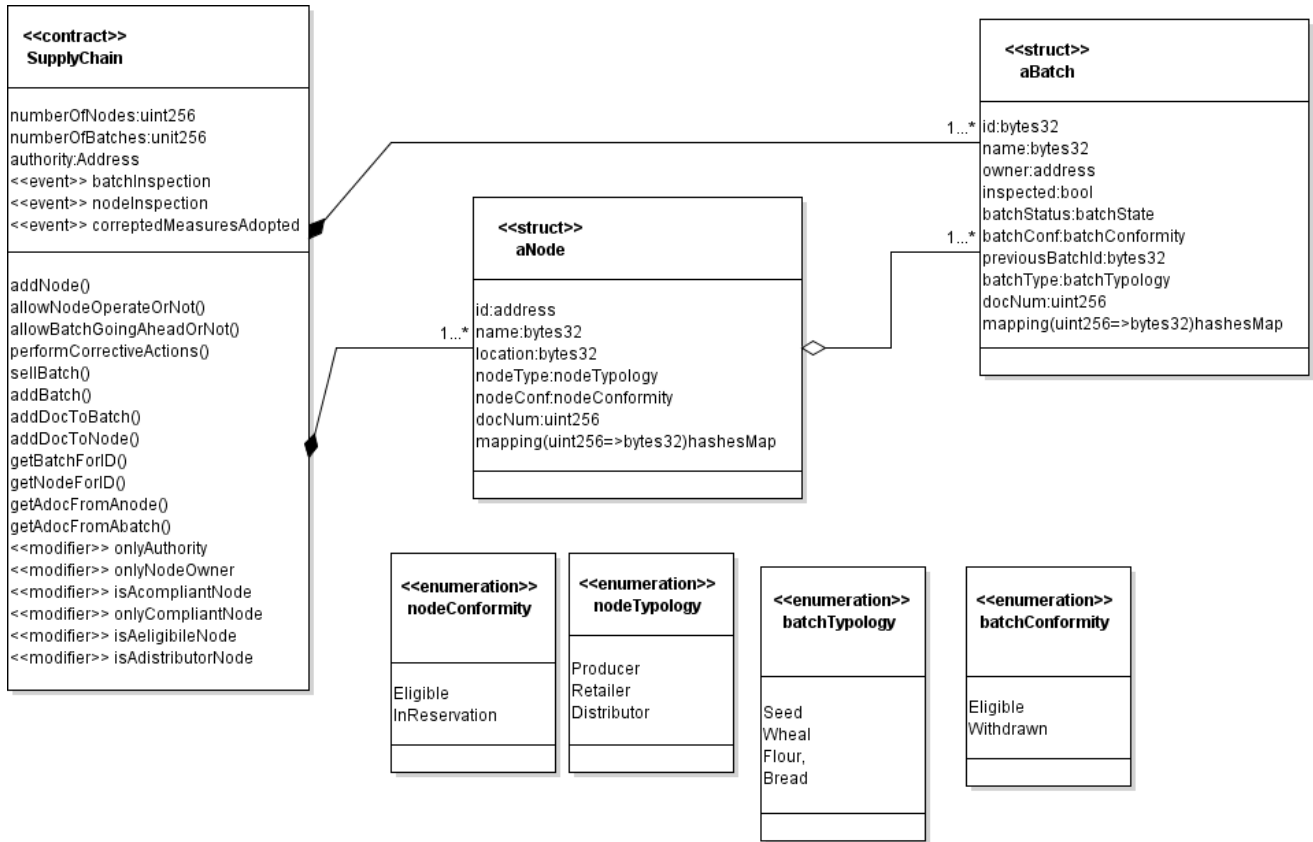 <<contract>>
SupplyChain
numberOfNodes:uint256
numberOfBatches:unit256
authority:Address
<<event>> batchInspection
<<event>> nodeInspection
<<event>> correptedMeasuresAdopted
addNode()
allowNodeOperateOrNot()
allowBatchGoingAheadOrNot()
performCorrectiveActions()
sellBatch()
addBatch()
addDocToBatch()
addDocToNode()
getBatchForID()
getNodeForID()
getAdocFromAnode()
getAdocFromAbatch()
<<modifier>> onlyAuthority
<<modifier>> onlyNodeOwner
<<modifier>> isAcompliantNode
<<modifier>> onlyCompliantNode
<<modifier>> isAeligibileNode
<<modifier>> isAdistributorNode
1...*
<<struct>>
aNode
id:address
name:bytes32
location:bytes32
nodeType:nodeTypology
nodeConf:nodeConformity
docNum:uint256
mapping(uint256=>bytes32)hashesMap
1...*
1...*
<<struct>>
aBatch
id:bytes32
name:bytes32
owner:address
inspected:bool
batchStatus:batchState
batchConf:batchConformity
previousBatchId:bytes32
batchType:batchTypology
docNum:uint256
mapping(uint256=>bytes32)hashesMap
<<enumeration>>
nodeConformity
Eligible
InReservation
<<enumeration>>
nodeTypology
Producer
Retailer
Distributor
<<enumeration>>
batchTypology
Seed
Wheal
Flour,
Bread
<<enumeration>>
batchConformity
Eligible
Withdrawn